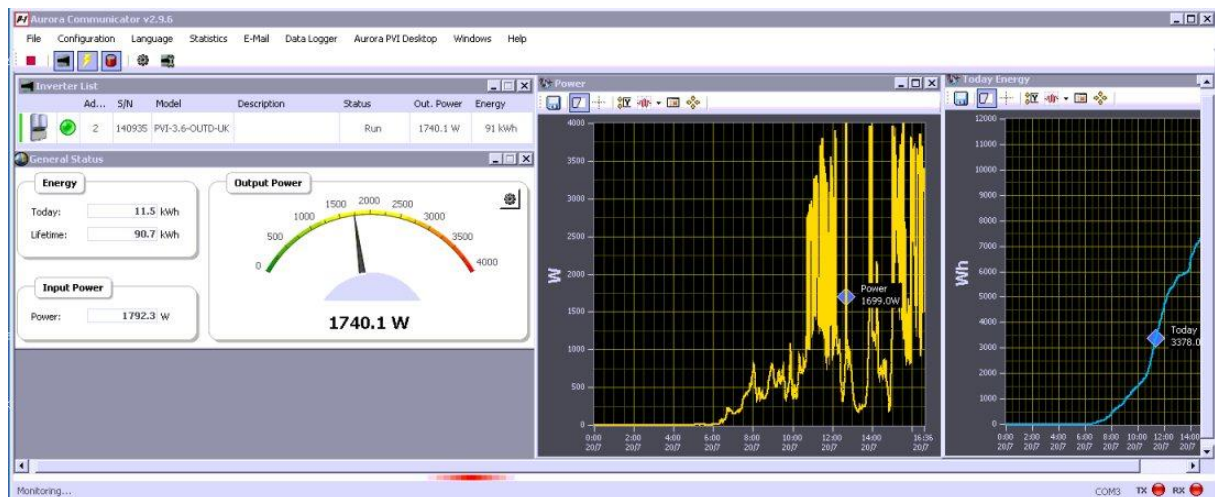 Aurora Communicator v2.9.6
File Configuration Language Statistics E-Mail Data Logger Aurora PVI Desktop Windows Help
Inverter List
Ad... S/N Model Description Status Out. Power Energy
2 140935 PVI-3.6-OUTD-UK Run 1740.1 W 91 kWh
General Status
Energy
Today: 11.5 kWh
Lifetime: 90.7 kWh
Input Power
Power: 1792.3 W
Output Power
0 500 1000 1500 2000 2500 3000 3500 4000
1740.1 W
Power
W
4000
3500
3000
2500
2000
1500
1000
500
0
Power
1699.0W
0:00 2:00 4:00 6:00 8:00 10:00 12:00 14:00 16:36
20/7 20/7 20/7 20/7 20/7 20/7 20/7 20/7 20/7
Today Energy
Wh
12000
11000
10000
9000
8000
7000
6000
5000
4000
3000
2000
1000
0
Today
3378.0
0:00 2:00 4:00 6:00 8:00 10:00 12:00 14:00
20/7 20/7 20/7 20/7 20/7 20/7 20/7 20/7
Monitoring...
COM3 TX RX